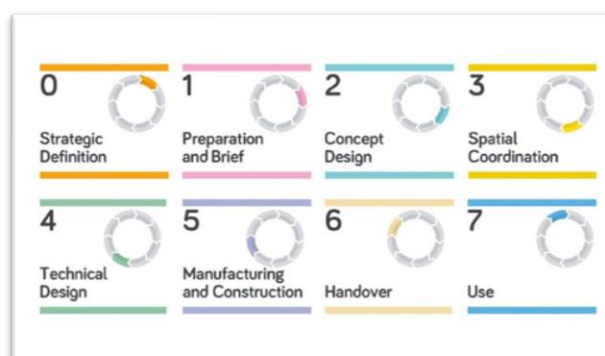 0
Strategic
Definition
1
Preparation
and Brief
2
Concept
Design
3
Spatial
Coordination
4
Technical
Design
5
Manufacturing
and Construction
6
Handover
7
Use